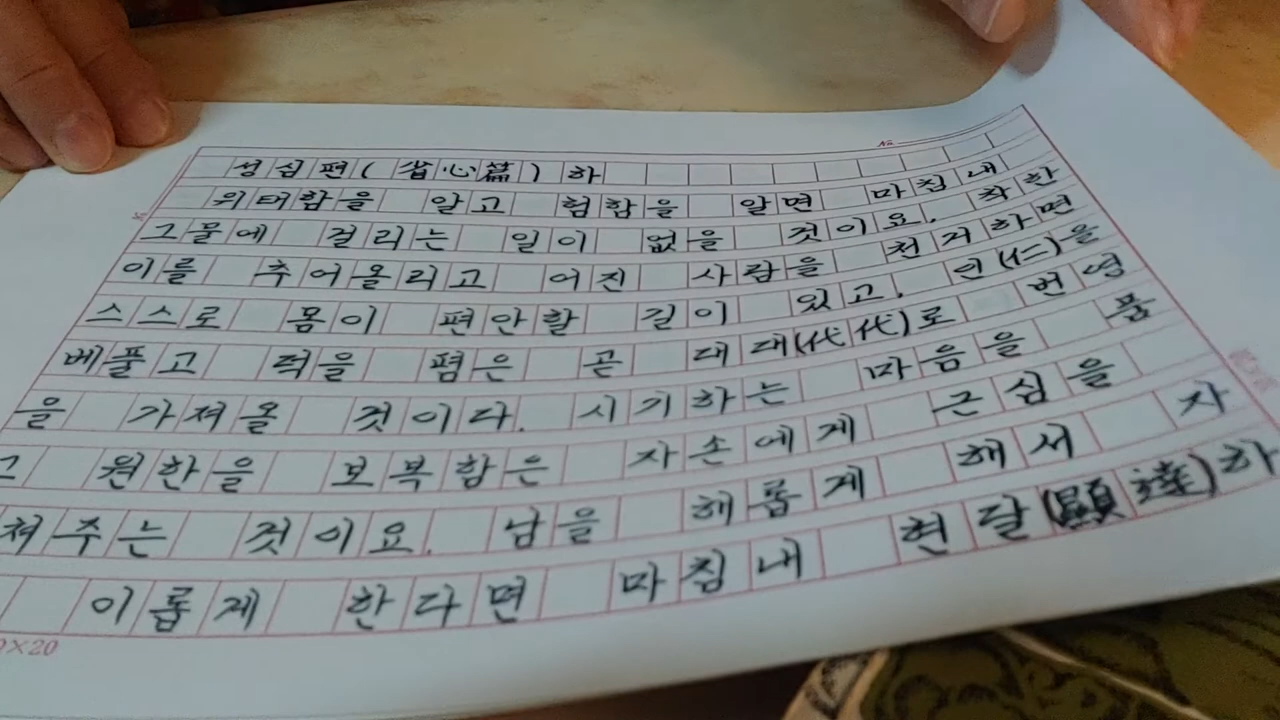 No.
성심편(省心篇) 하
위태함을 알고 험함을 알면 마침내
그물에 걸리는 일이 없을 것이요. 착한
이를 추어올리고 어진 사람을 천거하면
스스로 몸이 편안할 길이 있고. 인(仁)을
베풀고 덕을 폄은 곧 대대(代代)로 번영
을 가져올 것이다. 시기하는 마음을 품
그 원한을 보복함은 자손에게 근심을
쳐주는 것이요. 남을 해롭게 해서 자
이롭게 한다면 마침내 현달(顯達)하
×20